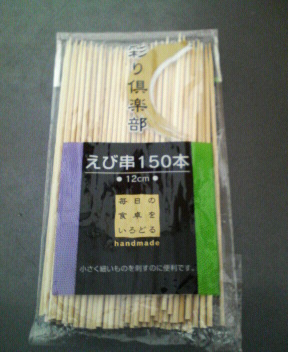 彩り倶楽部
えび串150本
● 12cm ●
毎日の
食卓を
いろどる
handmade
小さく細いものを刺すのに便利です。